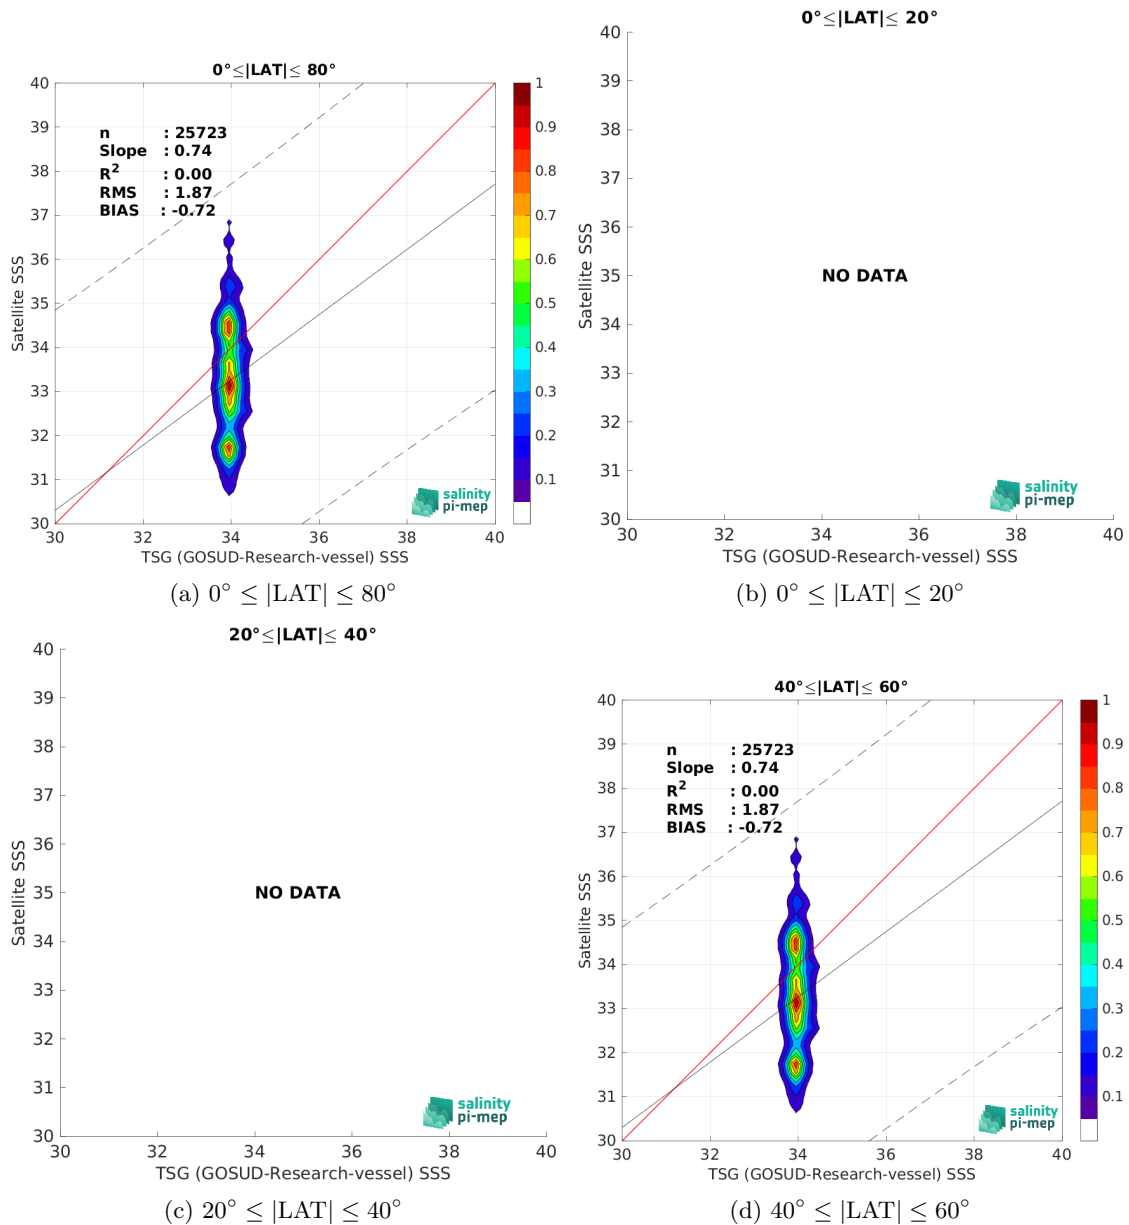 0°≤|LAT|≤ 80°
40
39
38
37
36
35
34
33
32
31
30
Satellite SSS
n : 25723
Slope : 0.74
R² : 0.00
RMS : 1.87
BIAS : -0.72
salinity
pi-mep
30 32 34 36 38 40
TSG (GOSUD-Research-vessel) SSS
1
0.9
0.8
0.7
0.6
0.5
0.4
0.3
0.2
0.1
(a) 0° ≤ |LAT| ≤ 80°
0°≤|LAT|≤ 20°
40
39
38
37
36
35
34
33
32
31
30
Satellite SSS
NO DATA
salinity
pi-mep
30 32 34 36 38 40
TSG (GOSUD-Research-vessel) SSS
(b) 0° ≤ |LAT| ≤ 20°
20°≤|LAT|≤ 40°
40
39
38
37
36
35
34
33
32
31
30
Satellite SSS
NO DATA
salinity
pi-mep
30 32 34 36 38 40
TSG (GOSUD-Research-vessel) SSS
(c) 20° ≤ |LAT| ≤ 40°
40°≤|LAT|≤ 60°
40
39
38
37
36
35
34
33
32
31
30
Satellite SSS
n : 25723
Slope : 0.74
R² : 0.00
RMS : 1.87
BIAS : -0.72
salinity
pi-mep
30 32 34 36 38 40
TSG (GOSUD-Research-vessel) SSS
1
0.9
0.8
0.7
0.6
0.5
0.4
0.3
0.2
0.1
(d) 40° ≤ |LAT| ≤ 60°